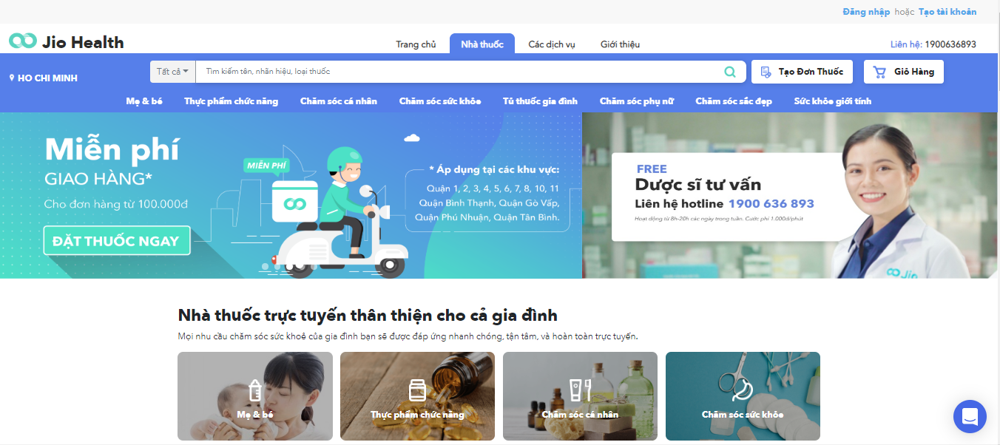 Đăng nhập hoặc Tạo tài khoản
Jio Health
Trang chủ
Nhà thuốc
Các dịch vụ
Giới thiệu
Liên hệ: 1900636893
HO CHI MINH
Tất cả
Tìm kiếm tên, nhãn hiệu, loại thuốc
Tạo Đơn Thuốc
Giỏ Hàng
Mẹ & bé
Thực phẩm chức năng
Chăm sóc cá nhân
Chăm sóc sức khỏe
Tủ thuốc gia đình
Chăm sóc phụ nữ
Chăm sóc sắc đẹp
Sức khỏe giới tính
Miễn phí
GIAO HÀNG*
Cho đơn hàng từ 100.000đ
ĐẶT THUỐC NGAY
MIỄN PHÍ
* Áp dụng tại các khu vực:
Quận 1, 2, 3, 4, 5, 6, 7, 8, 10, 11
Quận Bình Thạnh, Quận Gò Vấp,
Quận Phú Nhuận, Quận Tân Bình.
FREE
Dược sĩ tư vấn
Liên hệ hotline 1900 636 893
Hoạt động từ 8h-20h các ngày trong tuần. Cước phí 1.000đ/phút
Jio
Nhà thuốc trực tuyến thân thiện cho cả gia đình
Mọi nhu cầu chăm sóc sức khoẻ của gia đình bạn sẽ được đáp ứng nhanh chóng, tận tâm, và hoàn toàn trực tuyến.
Mẹ & bé
Thực phẩm chức năng
Chăm sóc cá nhân
Chăm sóc sức khỏe